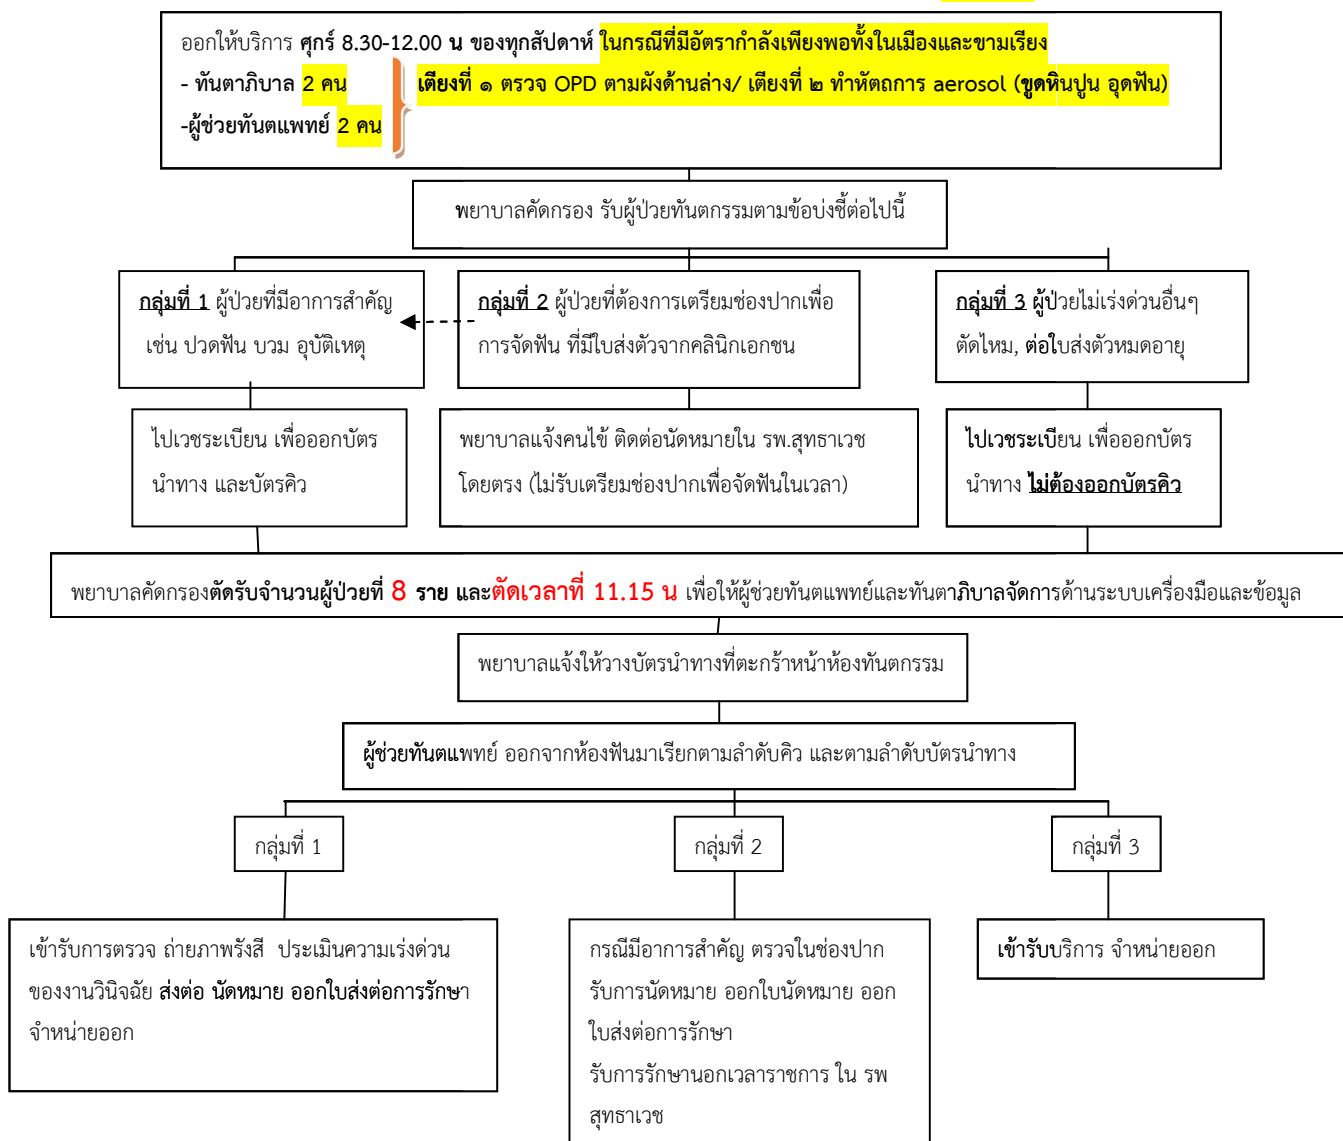 ออกให้บริการ ศุกร์ 8.30-12.00 น ของทุกสัปดาห์ ในกรณีที่มีอัตรากำลังเพียงพอทั้งในเมืองและขามเรียง
- ทันตาภิบาล 2 คน
เตียงที่ ๑ ตรวจ OPD ตามผังด้านล่าง/ เตียงที่ ๒ ทำหัตถการ aerosol (ขูดหินปูน อุดฟัน)
-ผู้ช่วยทันตแพทย์ 2 คน
พยาบาลคัดกรอง รับผู้ป่วยทันตกรรมตามข้อบ่งชี้ต่อไปนี้
กลุ่มที่ 1 ผู้ป่วยที่มีอาการสำคัญ
เช่น ปวดฟัน บวม อุบัติเหตุ
กลุ่มที่ 2 ผู้ป่วยที่ต้องการเตรียมช่องปากเพื่อ
การจัดฟัน ที่มีใบส่งตัวจากคลินิกเอกชน
กลุ่มที่ 3 ผู้ป่วยไม่เร่งด่วนอื่นๆ
ตัดไหม, ต่อใบส่งตัวหมดอายุ
ไปเวชระเบียน เพื่อออกบัตร
นำทาง และบัตรคิว
พยาบาลแจ้งคนไข้ ติดต่อนัดหมายใน รพ.สุทธาเวช
โดยตรง (ไม่รับเตรียมช่องปากเพื่อจัดฟันในเวลา)
ไปเวชระเบียน เพื่อออกบัตร
นำทาง ไม่ต้องออกบัตรคิว
พยาบาลคัดกรองตัดรับจำนวนผู้ป่วยที่ 8 ราย และตัดเวลาที่ 11.15 น เพื่อให้ผู้ช่วยทันตแพทย์และทันตาภิบาลจัดการด้านระบบเครื่องมือและข้อมูล
พยาบาลแจ้งให้วางบัตรนำทางที่ตะกร้าหน้าห้องทันตกรรม
ผู้ช่วยทันตแพทย์ ออกจากห้องฟันมาเรียกตามลำดับคิว และตามลำดับบัตรนำทาง
กลุ่มที่ 1
กลุ่มที่ 2
กลุ่มที่ 3
เข้ารับการตรวจ ถ่ายภาพรังสี ประเมินความเร่งด่วน
ของงานวินิจฉัย ส่งต่อ นัดหมาย ออกใบส่งต่อการรักษา
จำหน่ายออก
กรณีมีอาการสำคัญ ตรวจในช่องปาก
รับการนัดหมาย ออกใบนัดหมาย ออก
ใบส่งต่อการรักษา
รับการรักษานอกเวลาราชการ ใน รพ
สุทธาเวช
เข้ารับบริการ จำหน่ายออก